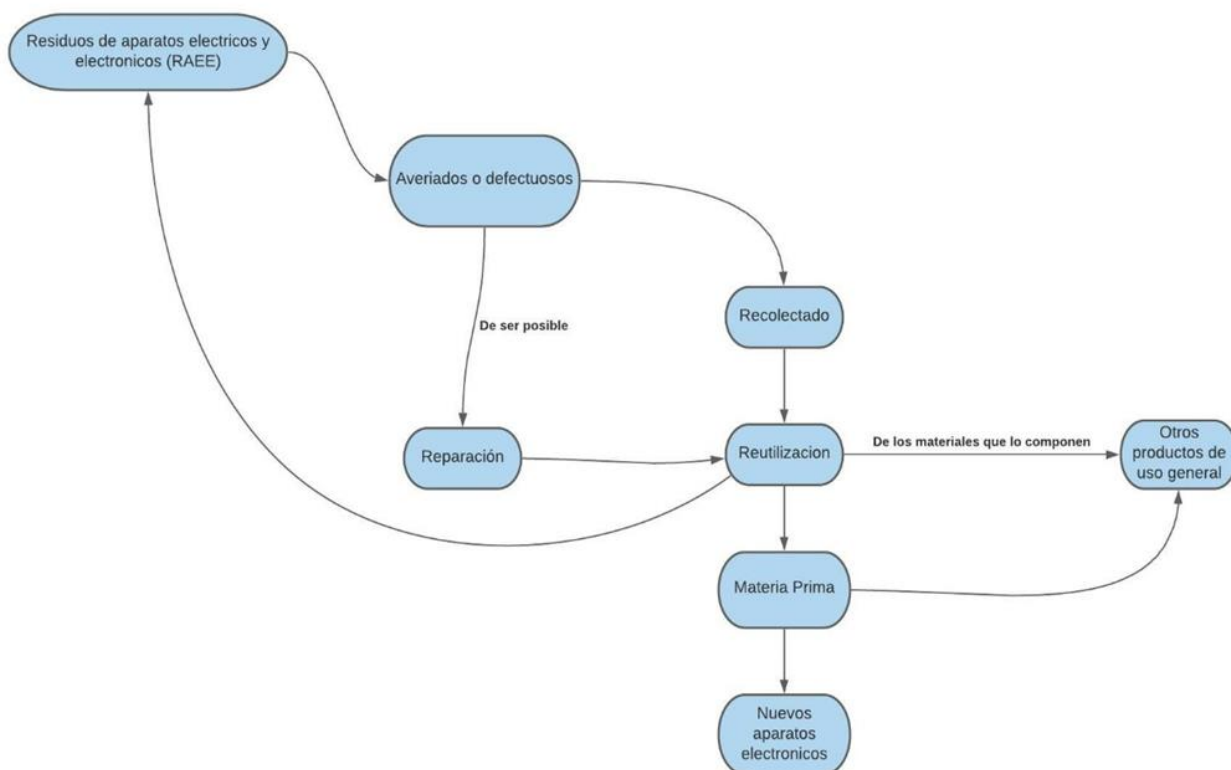 Residuos de aparatos electricos y
electronicos (RAEE)
Averiados o defectuosos
Recolectado
De ser posible
Reparación
Reutilizacion
De los materiales que lo componen
Otros
productos de
uso general
Materia Prima
Nuevos
aparatos
electronicos